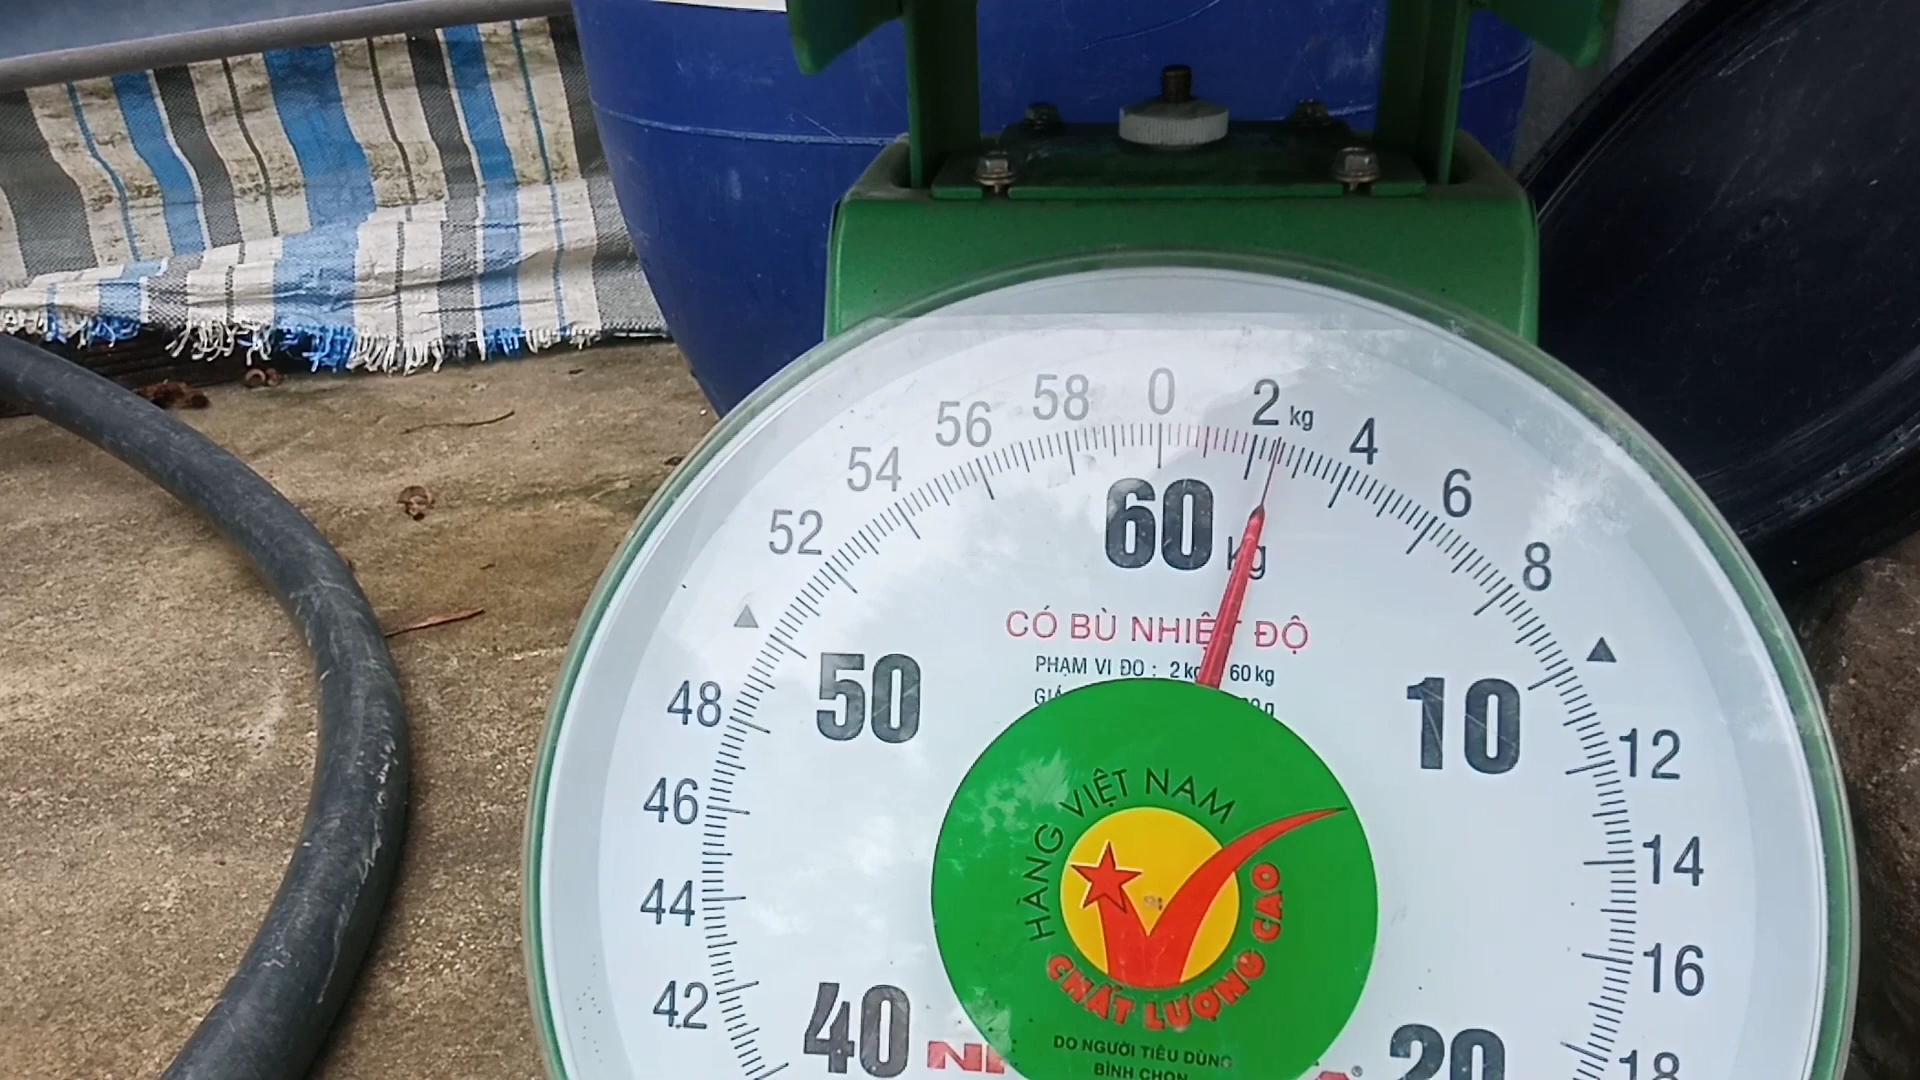 0
2 kg
4
6
8
10
12
14
16
18
20
40
42
44
46
48
50
52
54
56
58
60 kg
CÓ BÙ NHIỆT ĐỘ
PHẠM VI ĐO : 2 kg 60 kg
HÀNG VIỆT NAM
CHẤT LƯỢNG CAO
DO NGƯỜI TIÊU DÙNG
BÌNH CHỌN